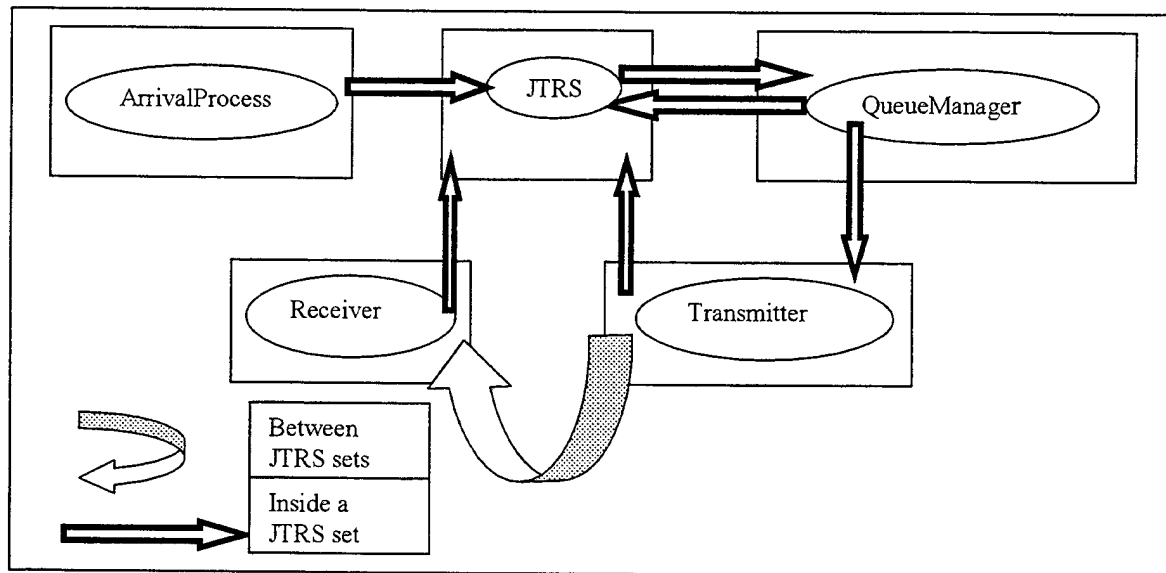 ArrivalProcess
JTRS
QueueManager
Receiver
Transmitter
Between
JTRS sets
Inside a
JTRS set